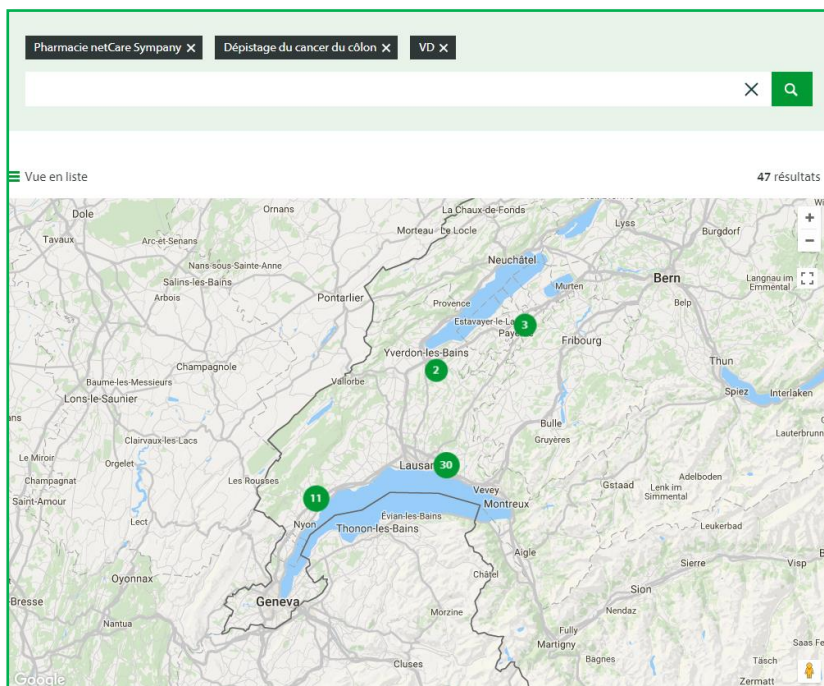 Pharmacie netCare Sympany ✕ Dépistage du cancer du côlon ✕ VD ✕
Vue en liste 47 résultats
Dole
Ornans
La Chaux-de-Fonds
Lyss
Burgdorf
Tavaux
Arc-et-Senans
Morteau
Le Locle
Nans-sous-Sainte-Anne
Neuchâtel
Salins-les-Bains
Bern
Langnau im
Emmental
Arbois
Pontarlier
Provence
Murten
Belp
Estavayer-le-La
3
Paye
Fribourg
Yverdon-les-Bains
Thun
Champagnole
2
Vallorbe
Baume-les-Messieurs
Spiez
Interlaken
Lons-le-Saunier
Bulle
Clairvaux-les-Lacs
Gruyères
Lauterbrunn
Le Miroir
Orgelet
Lausan
30
Champagnat
Les Rousses
Vevey
Gstaad
Lenk im
Simmental
Adelboden
Saint-Amour
11
Montreux
Lect
Nyon
Évian-les-Bains
Thonon-les-Bains
Leukerbad
Aigle
Oyonnax
Châtel
Sierre
Visp
Bresse
Geneva
Sion
Nendaz
Nantua
Morzine
Fully
Martigny
Saas Fe
Cluses
Bagnes
Täsch
Zermatt
Google